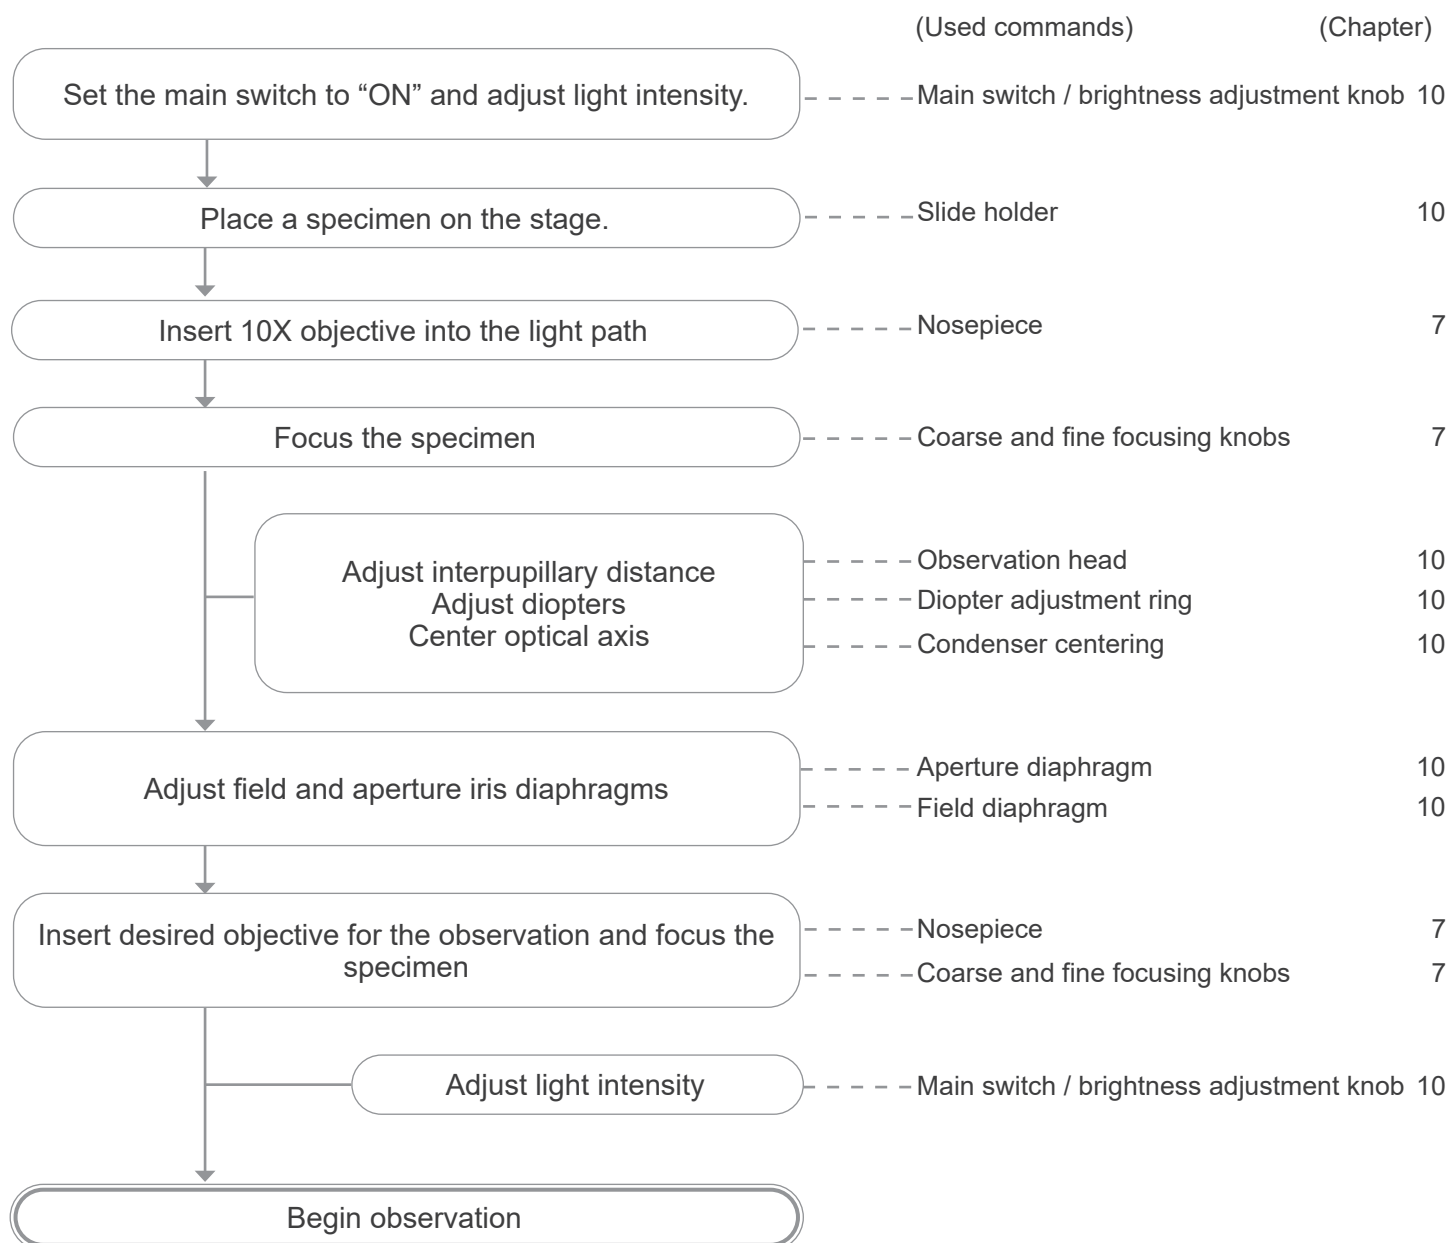 (Used commands) (Chapter)
Set the main switch to “ON” and adjust light intensity. Main switch / brightness adjustment knob 10
Place a specimen on the stage. Slide holder 10
Insert 10X objective into the light path Nosepiece 7
Focus the specimen Coarse and fine focusing knobs 7
Adjust interpupillary distance Observation head 10
Adjust diopters Diopter adjustment ring 10
Center optical axis Condenser centering 10
Adjust field and aperture iris diaphragms
Aperture diaphragm 10
Field diaphragm 10
Insert desired objective for the observation and focus the
specimen
Nosepiece 7
Coarse and fine focusing knobs 7
Adjust light intensity Main switch / brightness adjustment knob 10
Begin observation